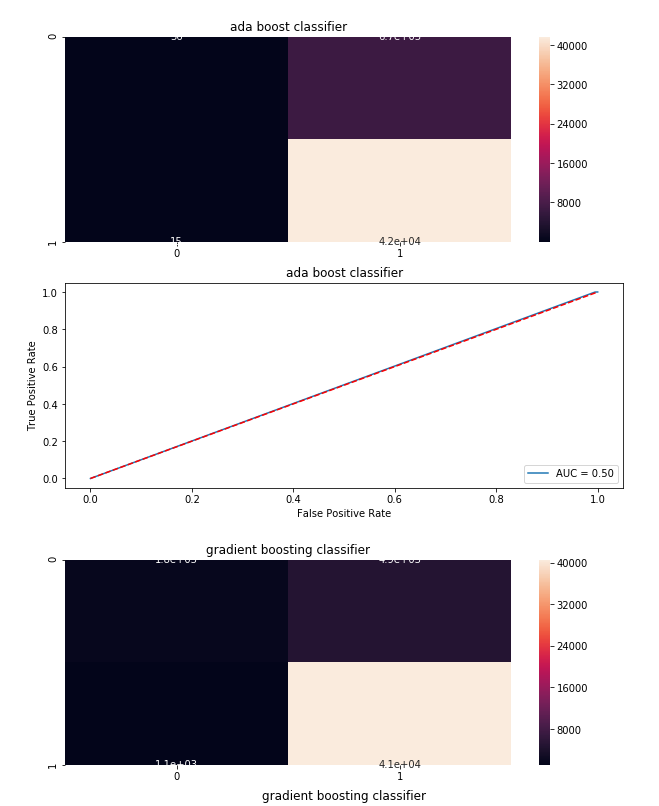 ada boost classifier
0
40000
32000
24000
16000
8000
1
15
4.2e+04
0 1
ada boost classifier
1.0
0.8
0.6
0.4
0.2
0.0
True Positive Rate
AUC = 0.50
0.0 0.2 0.4 0.6 0.8 1.0
False Positive Rate
gradient boosting classifier
0
40000
32000
24000
16000
8000
1
1.1e+03 4.1e+04
0 1
gradient boosting classifier